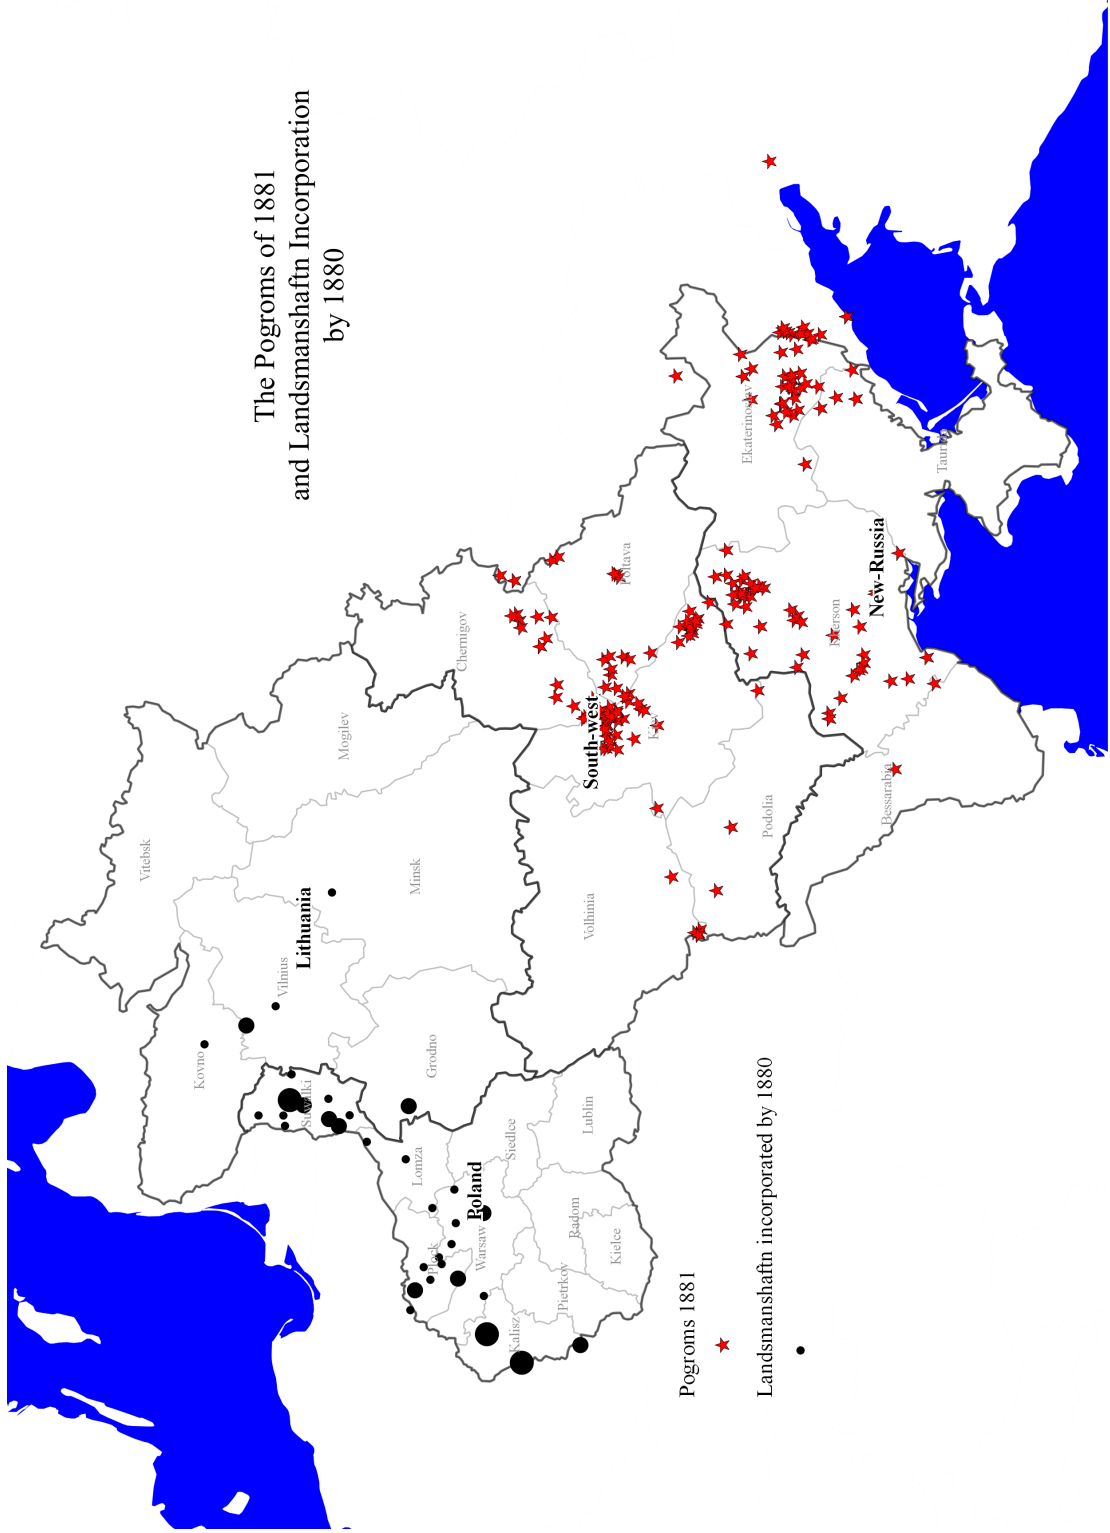 The Pogroms of 1881
and Landsmanshaftn Incorporation
by 1880
Vitebsk
Mogilev
Chernigov
Kovno
Vilnius
Lithuania
Minsk
Suwalki
Grodno
Poltava
Ekaterinoslav
Volhinia
South-west
Kiev
Podolia
Kherson
New-Russia
Taurida
Bessarabia
Lomza
Plock
Poland
Warsaw
Siedlce
Lublin
Kalisz
Pietrkov
Radom
Kielce
Pogroms 1881
Landsmanshaftn incorporated by 1880